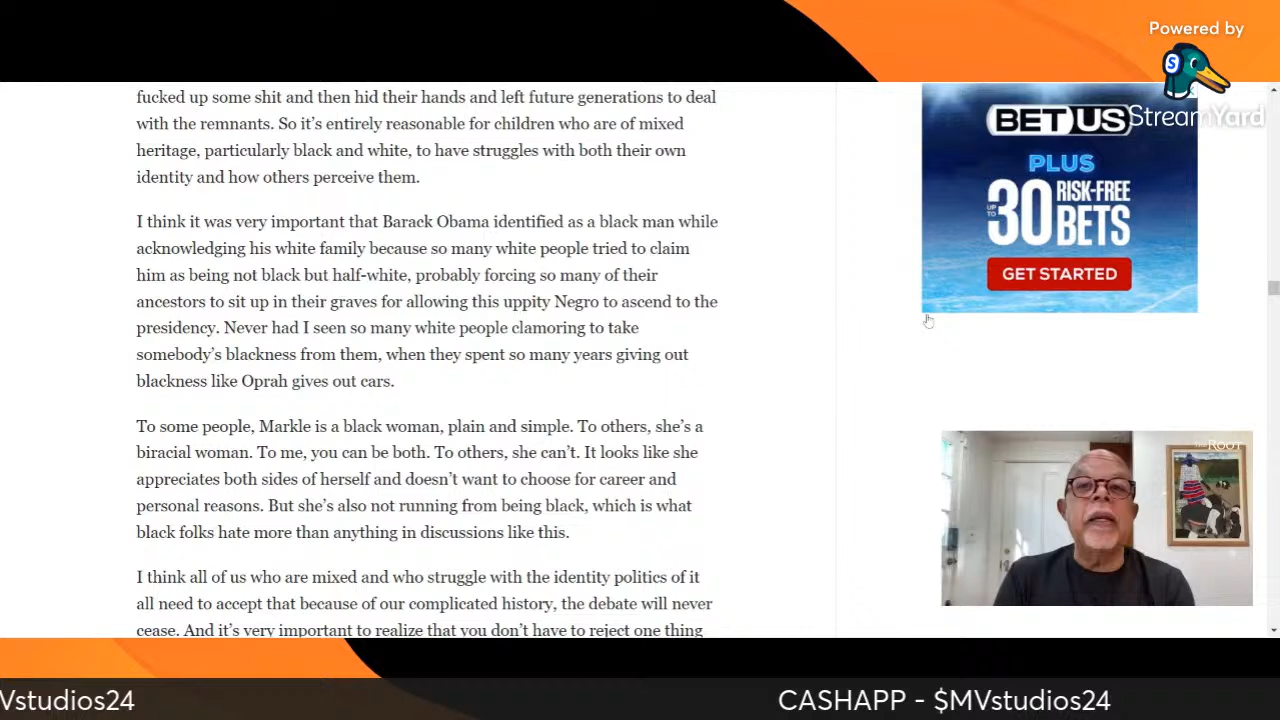 Powered by
StreamYard
fucked up some shit and then hid their hands and left future generations to deal
with the remnants. So it's entirely reasonable for children who are of mixed
heritage, particularly black and white, to have struggles with both their own
identity and how others perceive them.
I think it was very important that Barack Obama identified as a black man while
acknowledging his white family because so many white people tried to claim
him as being not black but half-white, probably forcing so many of their
ancestors to sit up in their graves for allowing this uppity Negro to ascend to the
presidency. Never had I seen so many white people clamoring to take
somebody's blackness from them, when they spent so many years giving out
blackness like Oprah gives out cars.
To some people, Markle is a black woman, plain and simple. To others, she's a
biracial woman. To me, you can be both. To others, she can't. It looks like she
appreciates both sides of herself and doesn't want to choose for career and
personal reasons. But she's also not running from being black, which is what
black folks hate more than anything in discussions like this.
I think all of us who are mixed and who struggle with the identity politics of it
all need to accept that because of our complicated history, the debate will never
cease. And it's very important to realize that you don't have to reject one thing
BET US
PLUS
UP TO 30 RISK-FREE
BETS
GET STARTED
THE ROOT
Vstudios24
CASHAPP - $MVstudios24